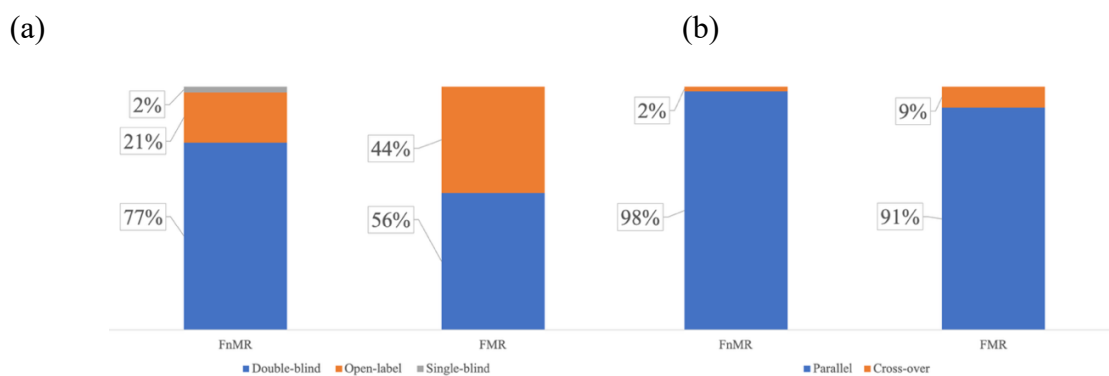 (a)
(b)
2%
21%
77%
44%
56%
2%
98%
9%
91%
FnMR
FMR
FnMR
FMR
Double-blind Open-label Single-blind
Parallel Cross-over